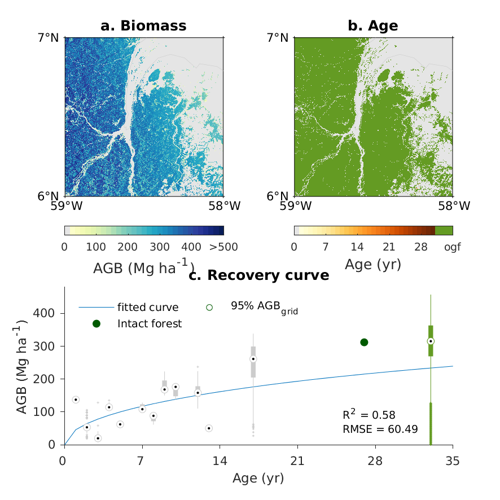 a. Biomass
b. Age
7°N
7°N
6°N
6°N
59°W
58°W
59°W
58°W
0 100 200 300 400 >500
AGB (Mg ha⁻¹)
0 7 14 21 28 ogf
Age (yr)
c. Recovery curve
fitted curve
95% AGB_grid
Intact forest
400
300
200
100
0
AGB (Mg ha⁻¹)
R² = 0.58
RMSE = 60.49
0 7 14 21 28 35
Age (yr)